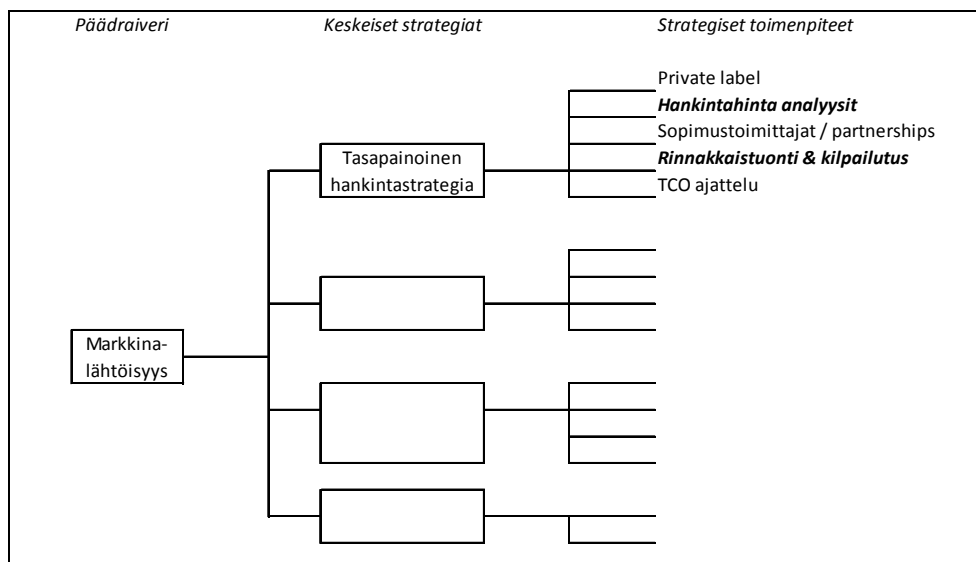 Päädraiveri Keskeiset strategiat Strategiset toimenpiteet
Private label
Hankintahinta analyysit
Sopimustoimittajat / partnerships
Rinnakkaistuonti & kilpailutus
TCO ajattelu
Tasapainoinen
hankintastrategia
Markkina-
lähtöisyys